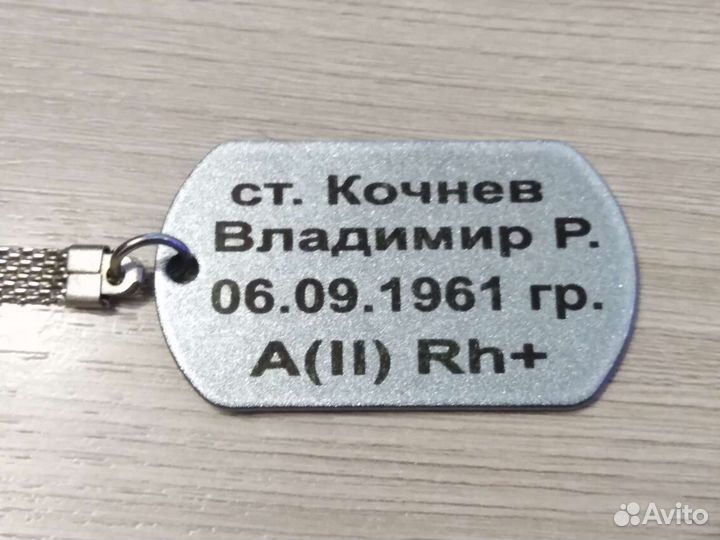 ст. Кочнев
Владимир Р.
06.09.1961 гр.
A(II) Rh+
Avito